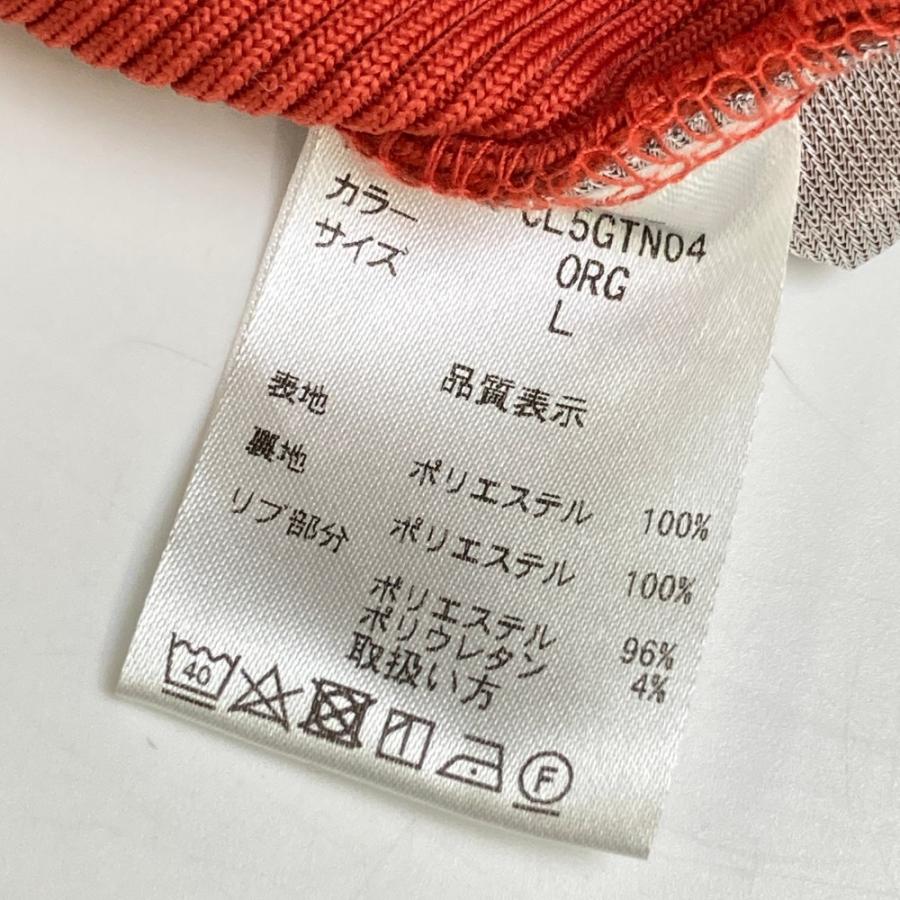 CL5GTN04
カラー ORG
サイズ L
品質表示
表地 ポリエステル 100%
裏地 ポリエステル 100%
リブ部分 ポリエステル 96%
ポリウレタン 4%
取扱い方
40
F